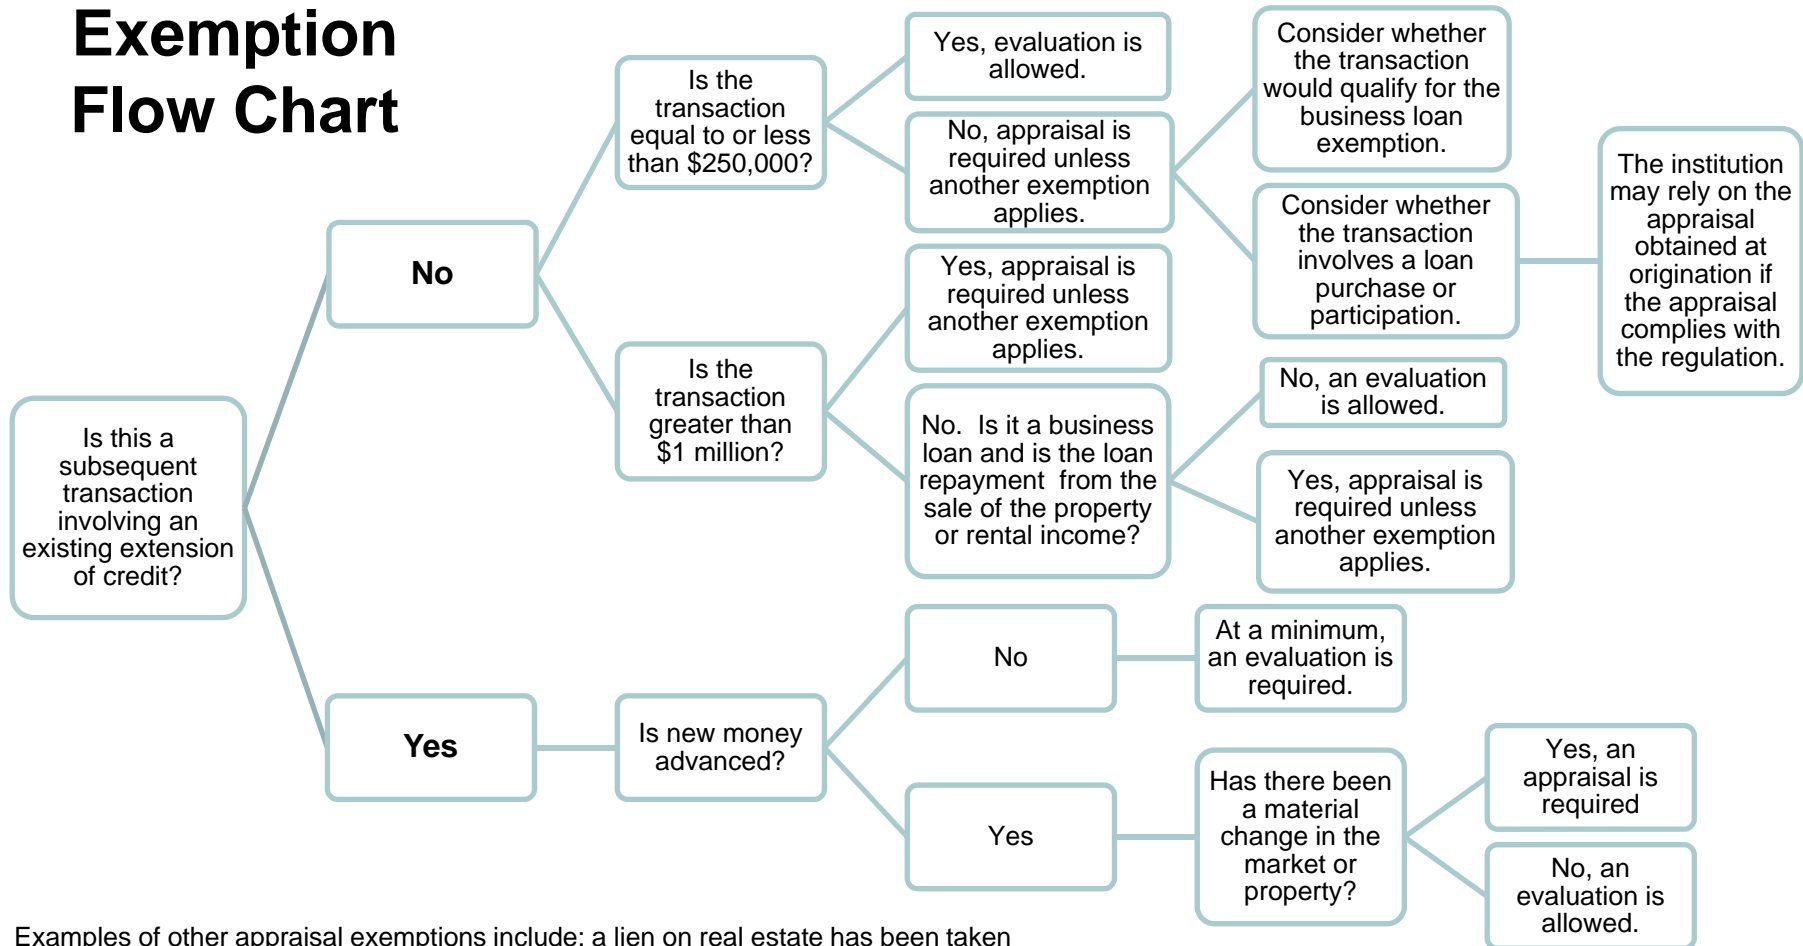 Exemption
Flow Chart
Is this a
subsequent
transaction
involving an
existing extension
of credit?
No
Is the
transaction
equal to or less
than $250,000?
Yes, evaluation is
allowed.
No, appraisal is
required unless
another exemption
applies.
Consider whether
the transaction
would qualify for the
business loan
exemption.
Consider whether
the transaction
involves a loan
purchase or
participation.
The institution
may rely on the
appraisal
obtained at
origination if
the appraisal
complies with
the regulation.
Is the
transaction
greater than
$1 million?
Yes, appraisal is
required unless
another exemption
applies.
No. Is it a business
loan and is the loan
repayment from the
sale of the property
or rental income?
No, an evaluation
is allowed.
Yes, appraisal is
required unless
another exemption
applies.
Yes
Is new money
advanced?
No
At a minimum,
an evaluation is
required.
Yes
Has there been
a material
change in the
market or
property?
Yes, an
appraisal is
required
No, an
evaluation is
allowed.
Examples of other appraisal exemptions include: a lien on real estate has been taken